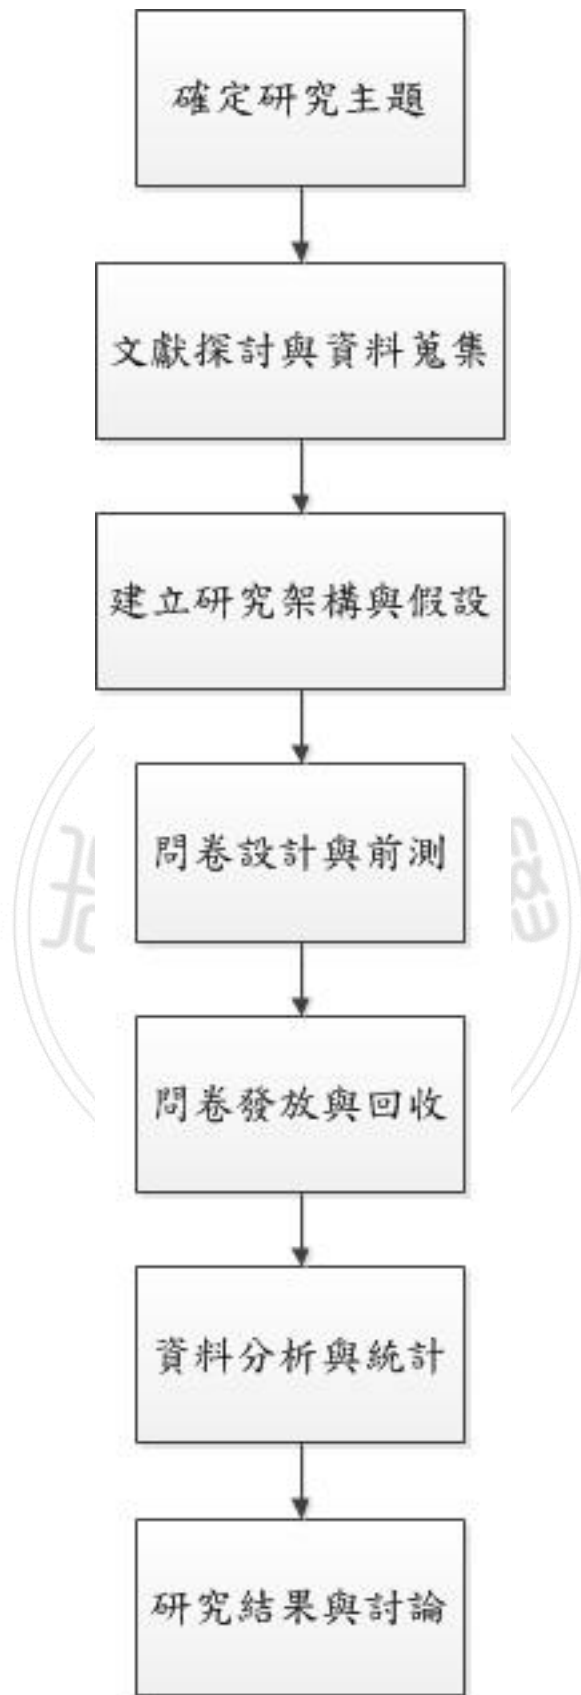 確定研究主題
文獻探討與資料蒐集
建立研究架構與假設
問卷設計與前測
問卷發放與回收
資料分析與統計
研究結果與討論